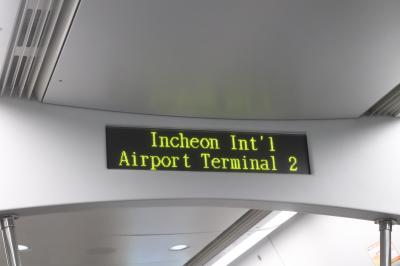 Incheon Int'l
Airport Terminal 2